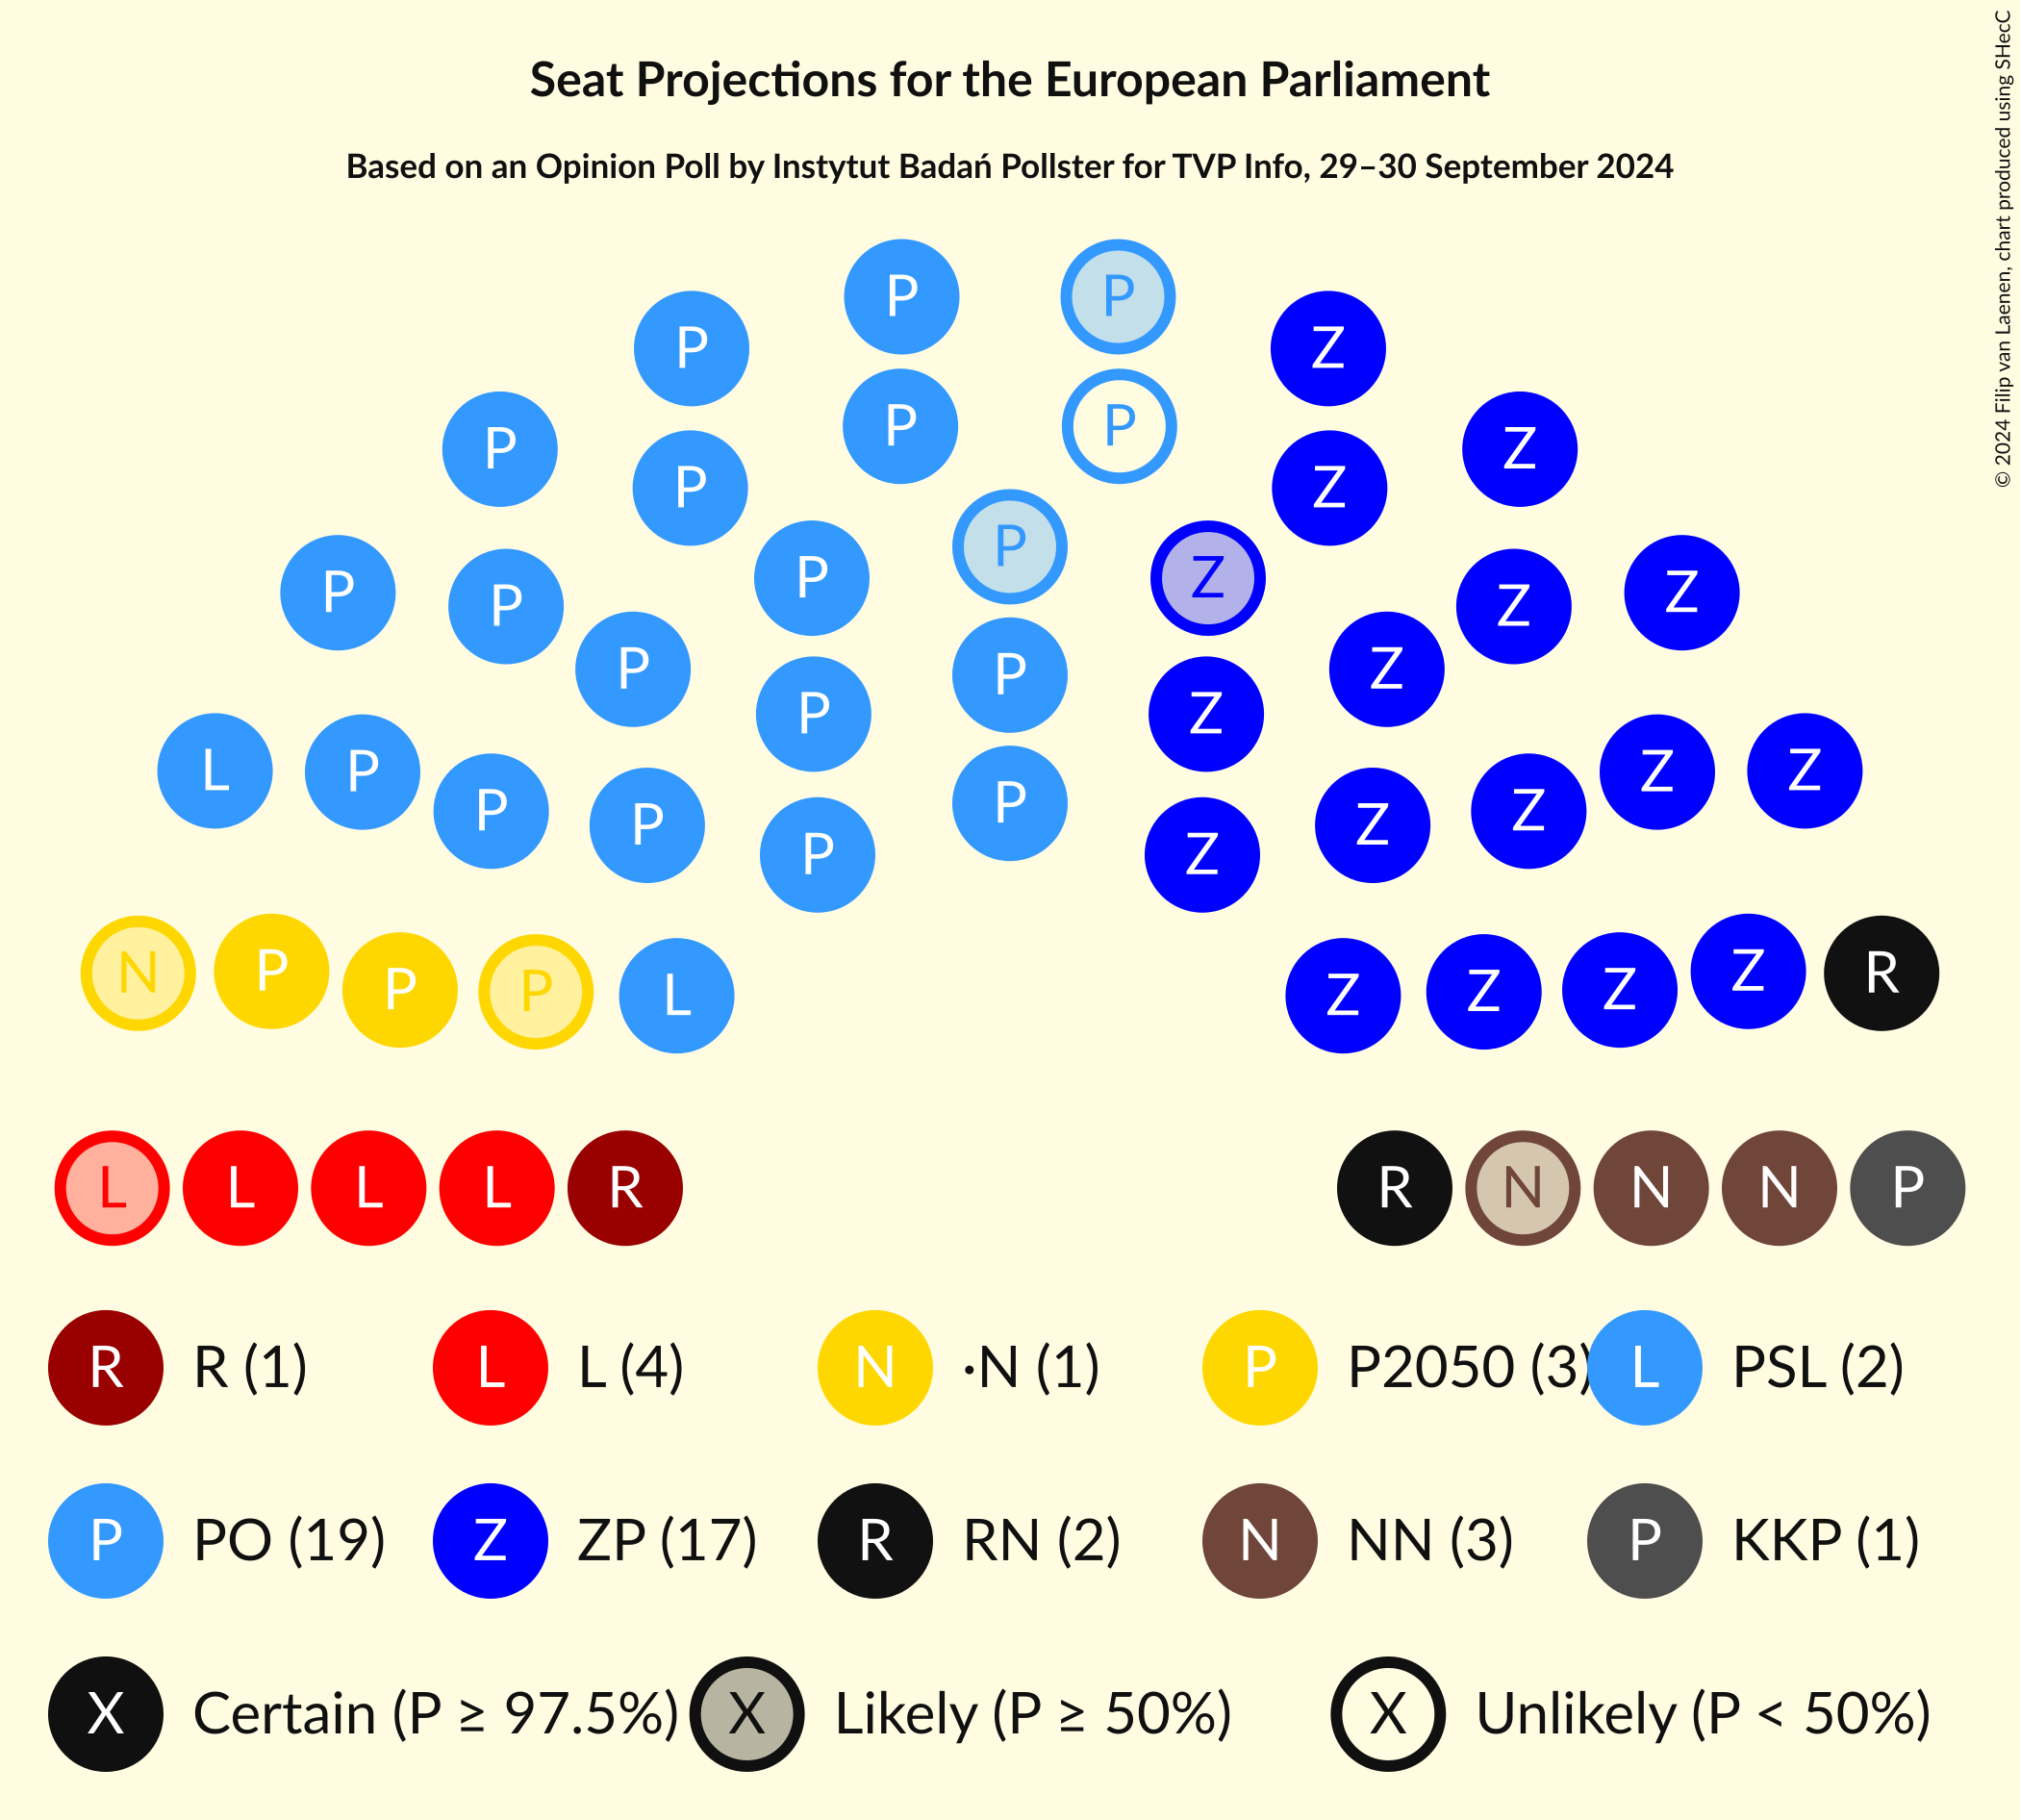 Seat Projections for the European Parliament
Based on an Opinion Poll by Instytut Badań Pollster for TVP Info, 29–30 September 2024
© 2024 Filip van Laenen, chart produced using SHecC
P P
P Z
P P
P Z
P Z
P P
P Z
P Z
P Z
P Z
P P
P Z
L P Z Z
P Z
P P Z
P Z
N P P P L Z Z Z Z R
L L L L R R N N N P
R R (1) L L (4) N ·N (1) P P2050 (3) L PSL (2)
P PO (19) Z ZP (17) R RN (2) N NN (3) P KKP (1)
X Certain (P ≥ 97.5%) X Likely (P ≥ 50%) X Unlikely (P < 50%)